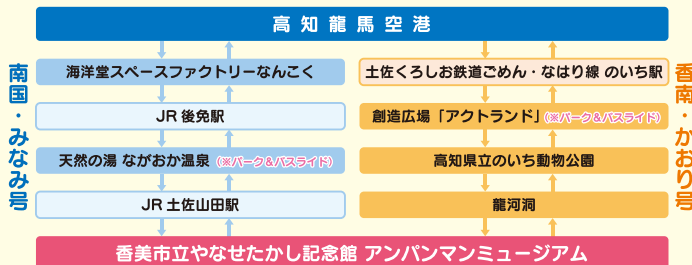 高知龍馬空港
南国・みなみ号
海洋堂スペースファクトリーなんこく
JR 後免駅
天然の湯 ながおか温泉 (※パーク&バスライド)
JR 土佐山田駅
土佐くろしお鉄道ごめん・なはり線 のいち駅
創造広場「アクトランド」(※パーク&バスライド)
高知県立のいち動物公園
龍河洞
香南・かおり号
香美市立やなせたかし記念館 アンパンマンミュージアム